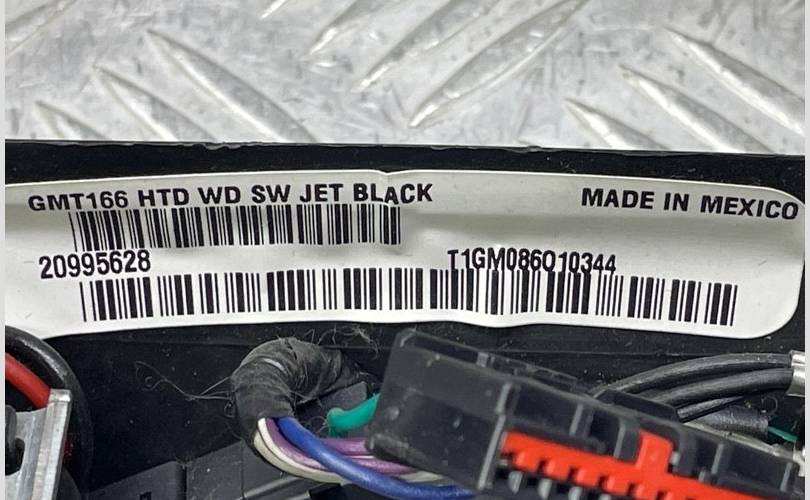 GMT166 HTD WD SW JET BLACK
MADE IN MEXICO
20995628
T1GM086Q10344